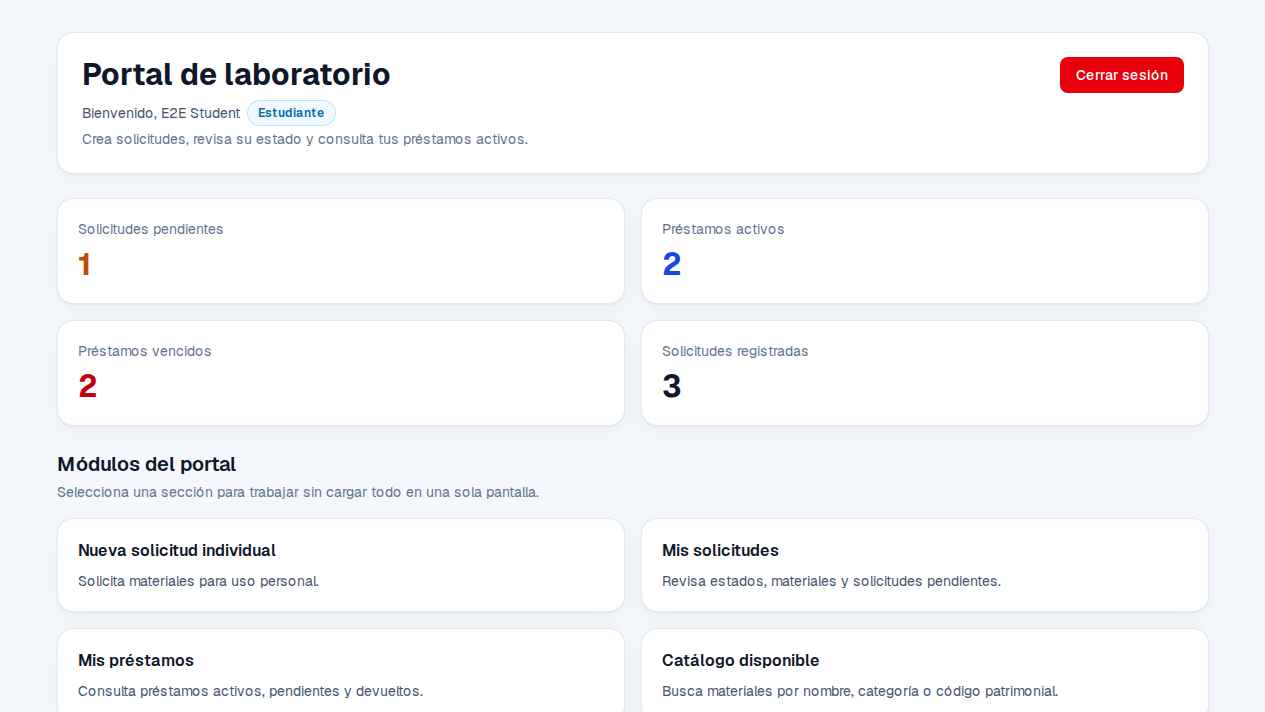 Portal de laboratorio
Cerrar sesión
Bienvenido, E2E Student Estudiante
Crea solicitudes, revisa su estado y consulta tus préstamos activos.
Solicitudes pendientes
1
Préstamos activos
2
Préstamos vencidos
2
Solicitudes registradas
3
Módulos del portal
Selecciona una sección para trabajar sin cargar todo en una sola pantalla.
Nueva solicitud individual
Solicita materiales para uso personal.
Mis solicitudes
Revisa estados, materiales y solicitudes pendientes.
Mis préstamos
Consulta préstamos activos, pendientes y devueltos.
Catálogo disponible
Busca materiales por nombre, categoría o código patrimonial.